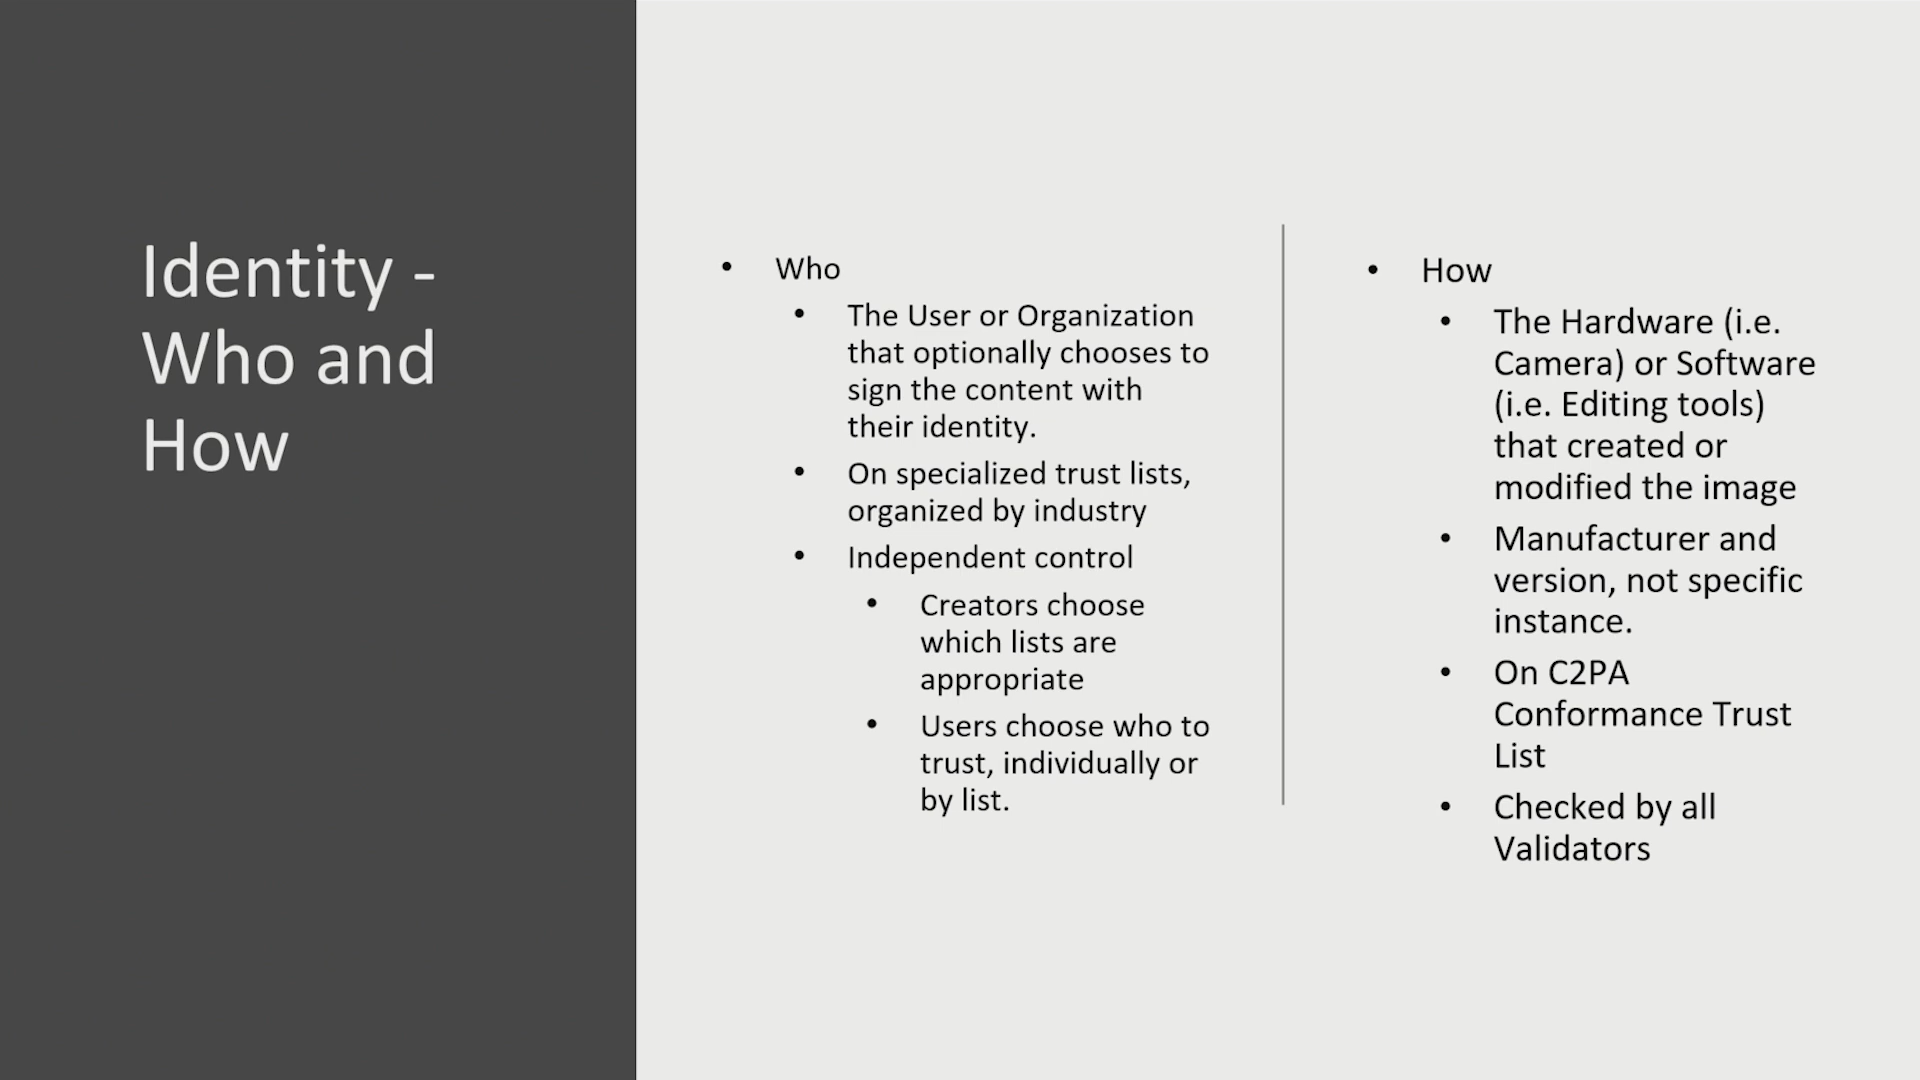 Identity -
Who and
How
• Who
• The User or Organization
that optionally chooses to
sign the content with
their identity.
• On specialized trust lists,
organized by industry
• Independent control
• Creators choose
which lists are
appropriate
• Users choose who to
trust, individually or
by list.
• How
• The Hardware (i.e.
Camera) or Software
(i.e. Editing tools)
that created or
modified the image
• Manufacturer and
version, not specific
instance.
• On C2PA
Conformance Trust
List
• Checked by all
Validators